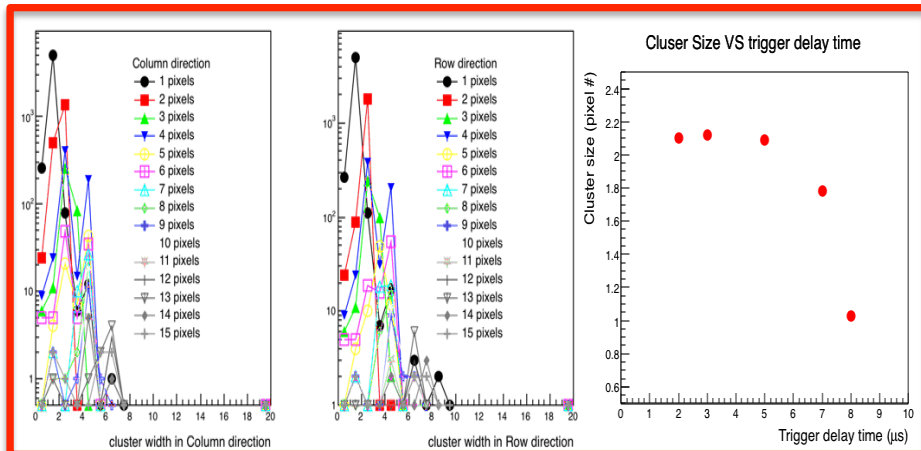 Column direction
1 pixels
2 pixels
3 pixels
4 pixels
5 pixels
6 pixels
7 pixels
8 pixels
9 pixels
10 pixels
11 pixels
12 pixels
13 pixels
14 pixels
15 pixels
10³
10²
10
1
0 2 4 6 8 10 12 14 16 18 20
cluster width in Column direction
Row direction
1 pixels
2 pixels
3 pixels
4 pixels
5 pixels
6 pixels
7 pixels
8 pixels
9 pixels
10 pixels
11 pixels
12 pixels
13 pixels
14 pixels
15 pixels
10³
10²
10
1
0 2 4 6 8 10 12 14 16 18 20
cluster width in Row direction
Cluser Size VS trigger delay time
Cluster size (pixel #)
2.4
2.2
2
1.8
1.6
1.4
1.2
1
0.8
0.6
0 1 2 3 4 5 6 7 8 9 10
Trigger delay time (μs)